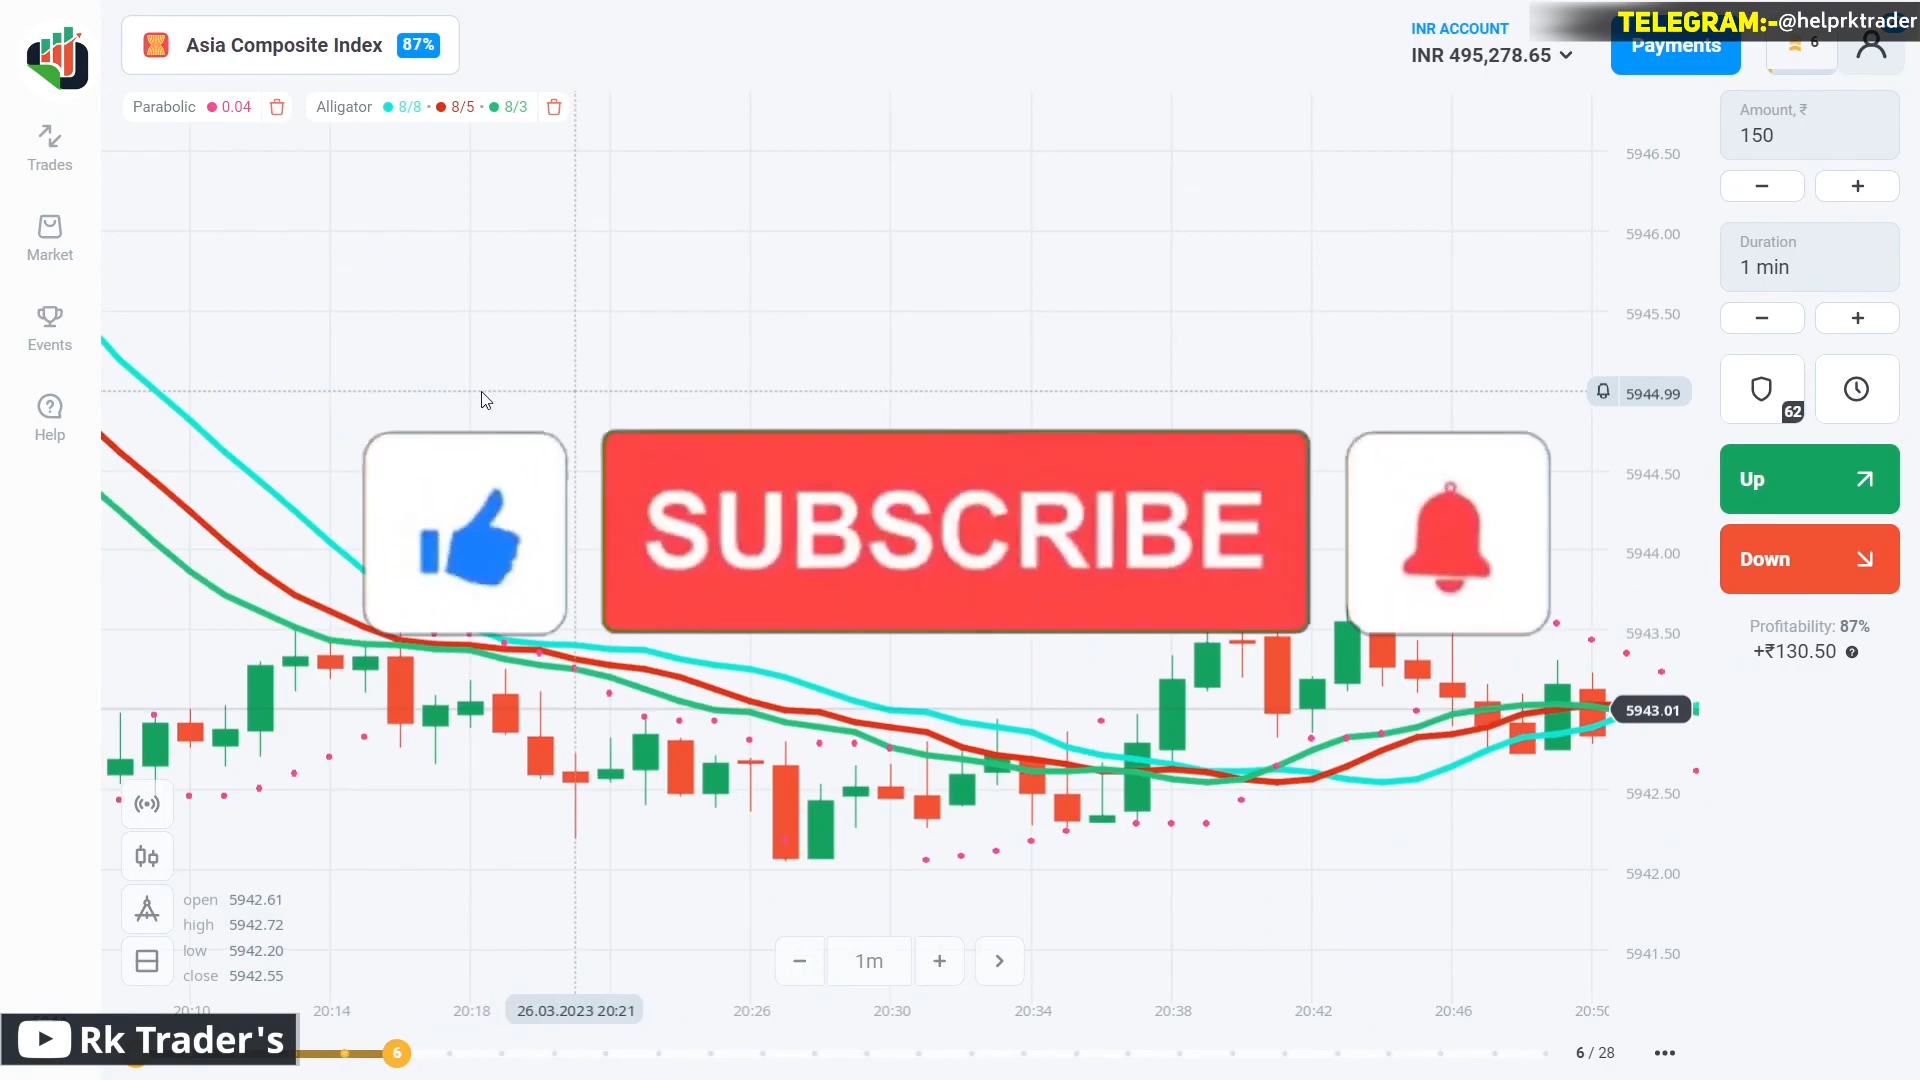 TELEGRAM:-@helprktrader
Asia Composite Index 87%
INR ACCOUNT
INR 495,278.65
Payments
6
Parabolic 0.04
Alligator 8/8 • 8/5 • 8/3
Amount, ₹
150
− +
Duration
1 min
− +
62
Up
Down
Profitability: 87%
+₹130.50 ?
Trades
Market
Events
Help
5946.50
5946.00
5945.50
5944.99
5944.50
5944.00
5943.50
5943.01
5942.50
5942.00
5941.50
SUBSCRIBE
open 5942.61
high 5942.72
low 5942.20
close 5942.55
− 1m + >
20:10 20:14 20:18 26.03.2023 20:21 20:26 20:30 20:34 20:38 20:42 20:46 20:50
Rk Trader's
6
6 / 28